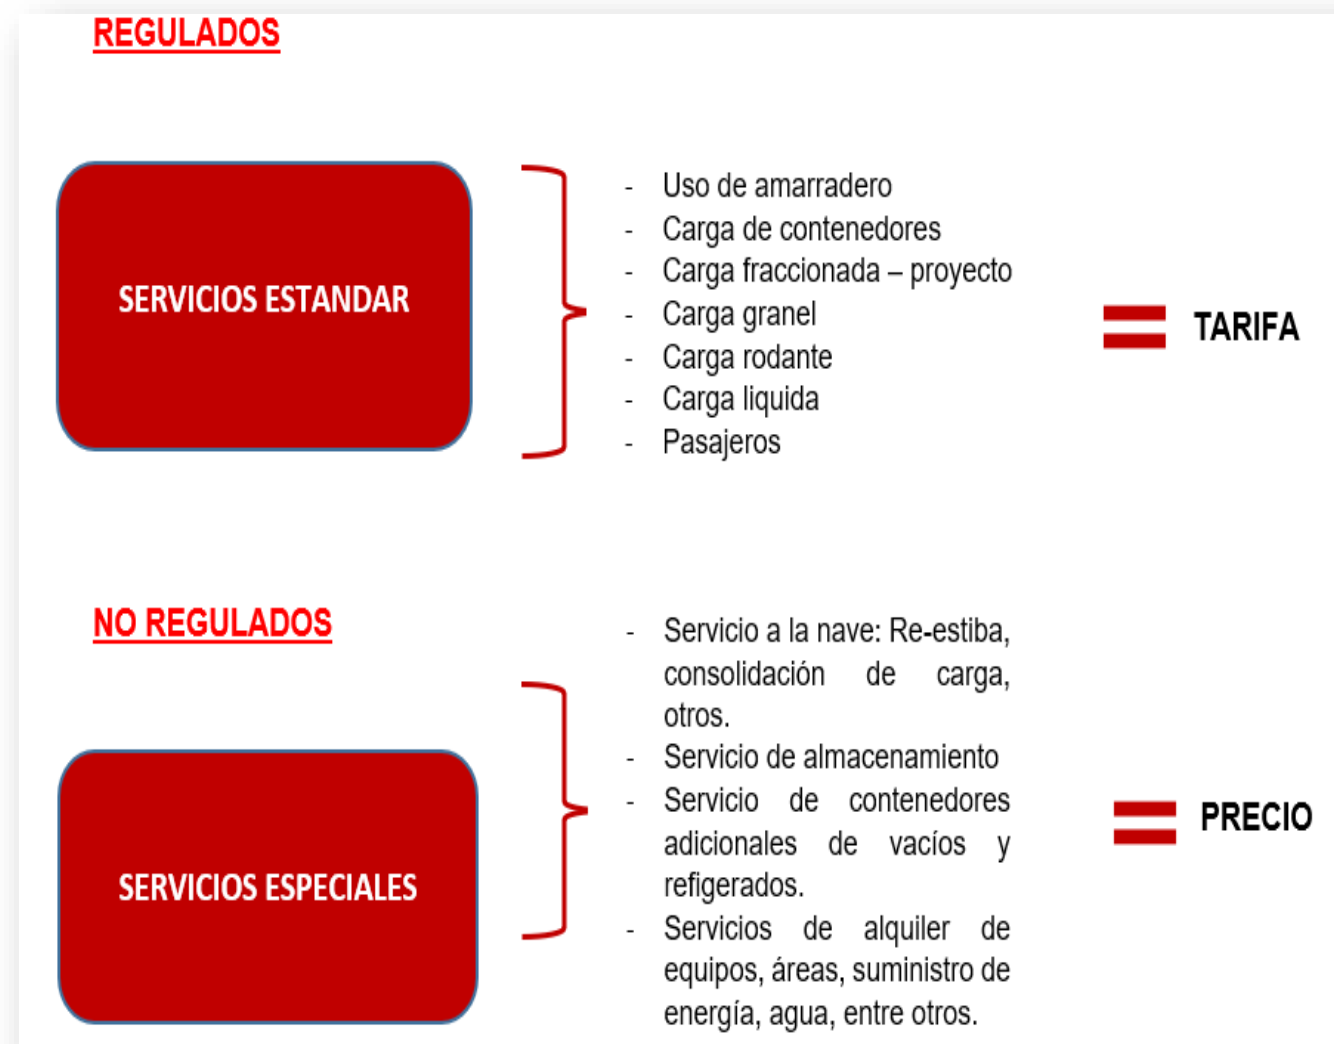 REGULADOS
SERVICIOS ESTANDAR
- Uso de amarradero
- Carga de contenedores
- Carga fraccionada – proyecto
- Carga granel
- Carga rodante
- Carga liquida
- Pasajeros
TARIFA
NO REGULADOS
SERVICIOS ESPECIALES
- Servicio a la nave: Re-estiba,
consolidación de carga,
otros.
- Servicio de almacenamiento
- Servicio de contenedores
adicionales de vacíos y
refigerados.
- Servicios de alquiler de
equipos, áreas, suministro de
energía, agua, entre otros.
PRECIO